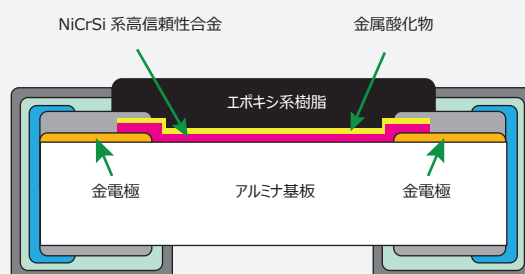 NiCrSi 系高信頼性合金
金属酸化物
エポキシ系樹脂
金電極
アルミナ基板
金電極